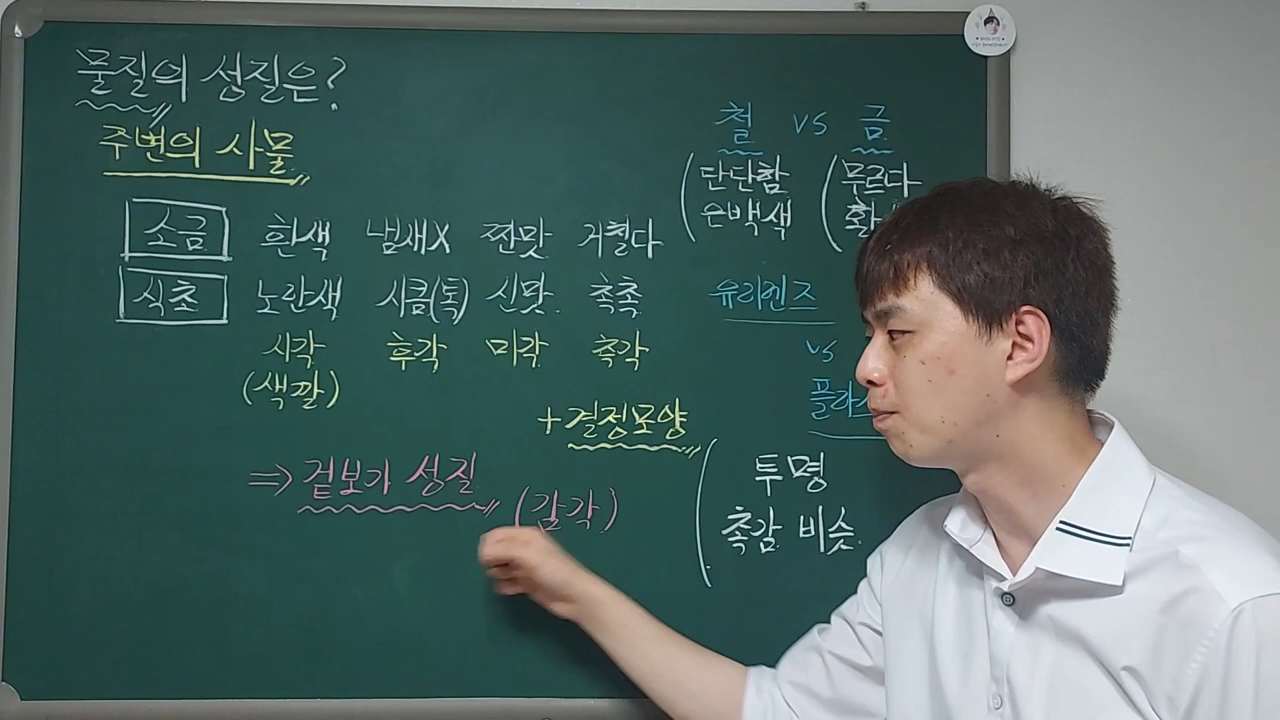 물질의 성질은?
주변의 사물
소금 흰색 냄새X 짠맛 거칠다
식초 노란색 시큼(톡) 신맛 촉촉
시각 후각 미각 촉각
(색깔)
+결정모양
⇒ 겉보기 성질 (감각)
철 vs 금
단단함 무르다
은백색
유리렌즈
vs
투명
촉감 비슷